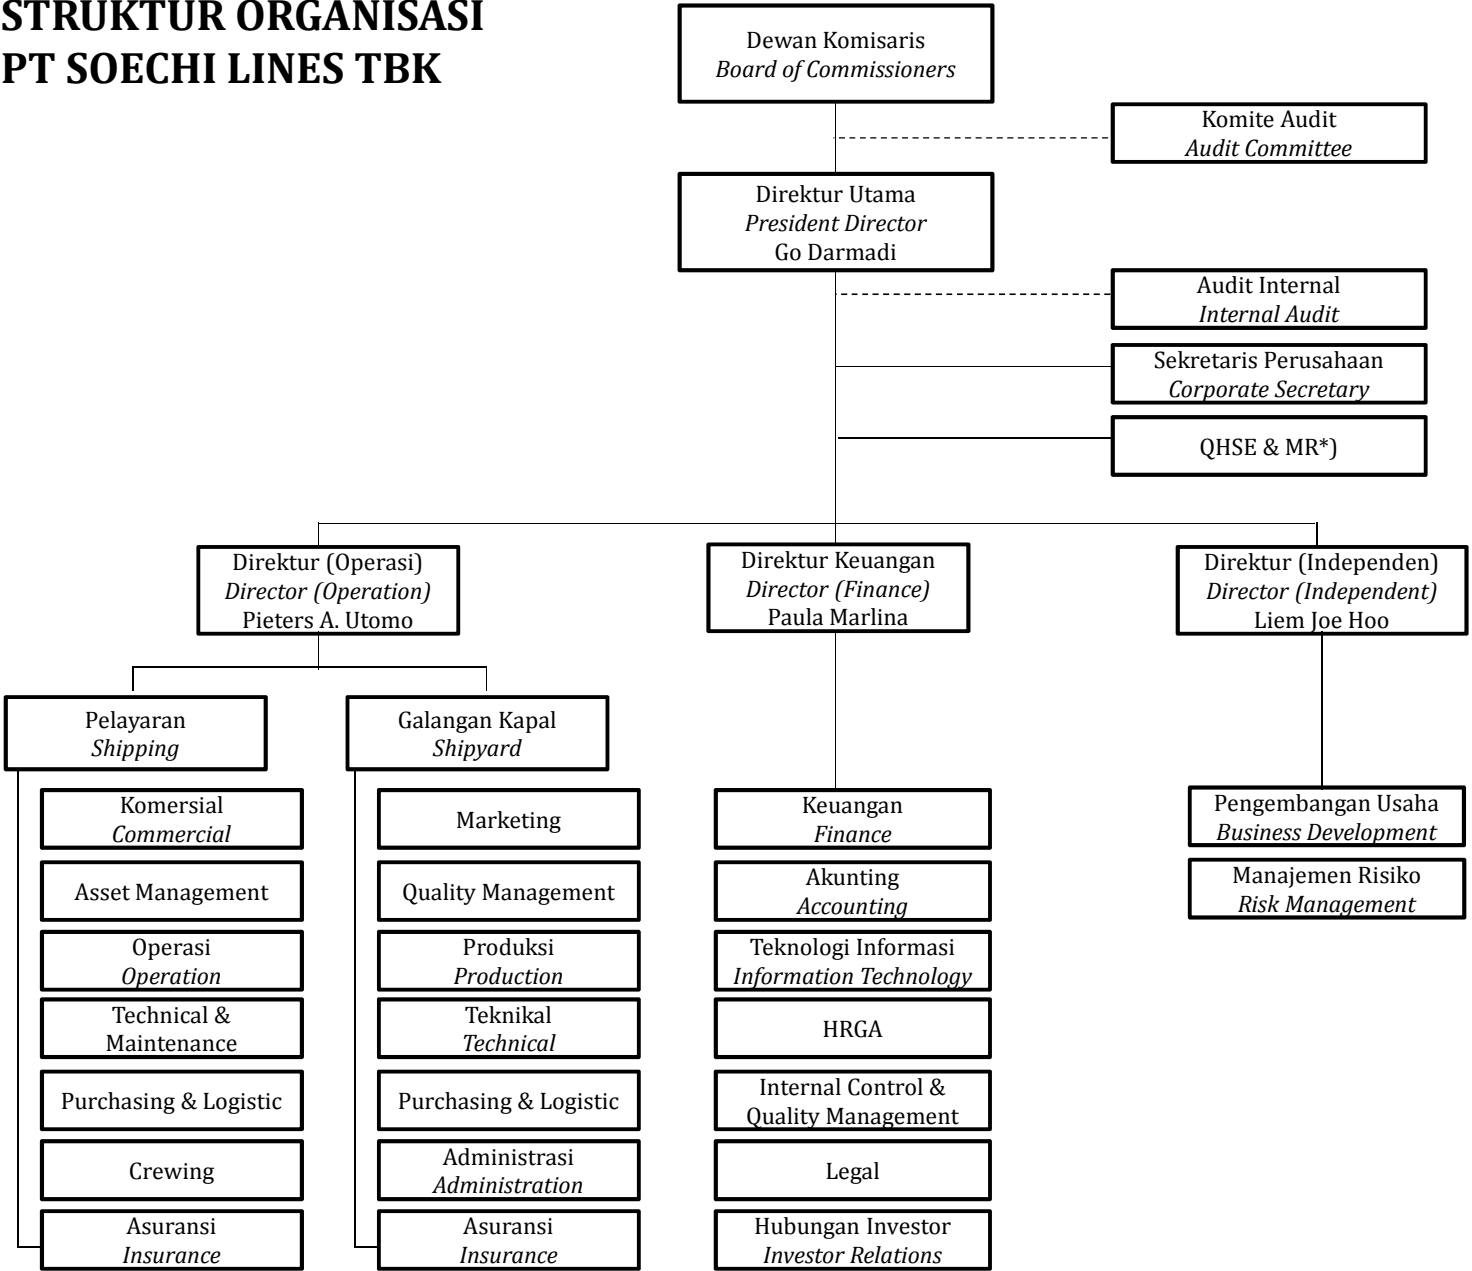 STRUKTUR ORGANISASI
PT SOECHI LINES TBK
Dewan Komisaris
Board of Commissioners
Komite Audit
Audit Committee
Direktur Utama
President Director
Go Darmadi
Audit Internal
Internal Audit
Sekretaris Perusahaan
Corporate Secretary
QHSE & MR*)
Direktur (Operasi)
Director (Operation)
Pieters A. Utomo
Direktur Keuangan
Director (Finance)
Paula Marlina
Direktur (Independen)
Director (Independent)
Liem Joe Hoo
Pelayaran
Shipping
Galangan Kapal
Shipyard
Komersial
Commercial
Asset Management
Operasi
Operation
Technical &
Maintenance
Purchasing & Logistic
Crewing
Asuransi
Insurance
Marketing
Quality Management
Produksi
Production
Teknikal
Technical
Purchasing & Logistic
Administrasi
Administration
Asuransi
Insurance
Keuangan
Finance
Akunting
Accounting
Teknologi Informasi
Information Technology
HRGA
Internal Control &
Quality Management
Legal
Hubungan Investor
Investor Relations
Pengembangan Usaha
Business Development
Manajemen Risiko
Risk Management